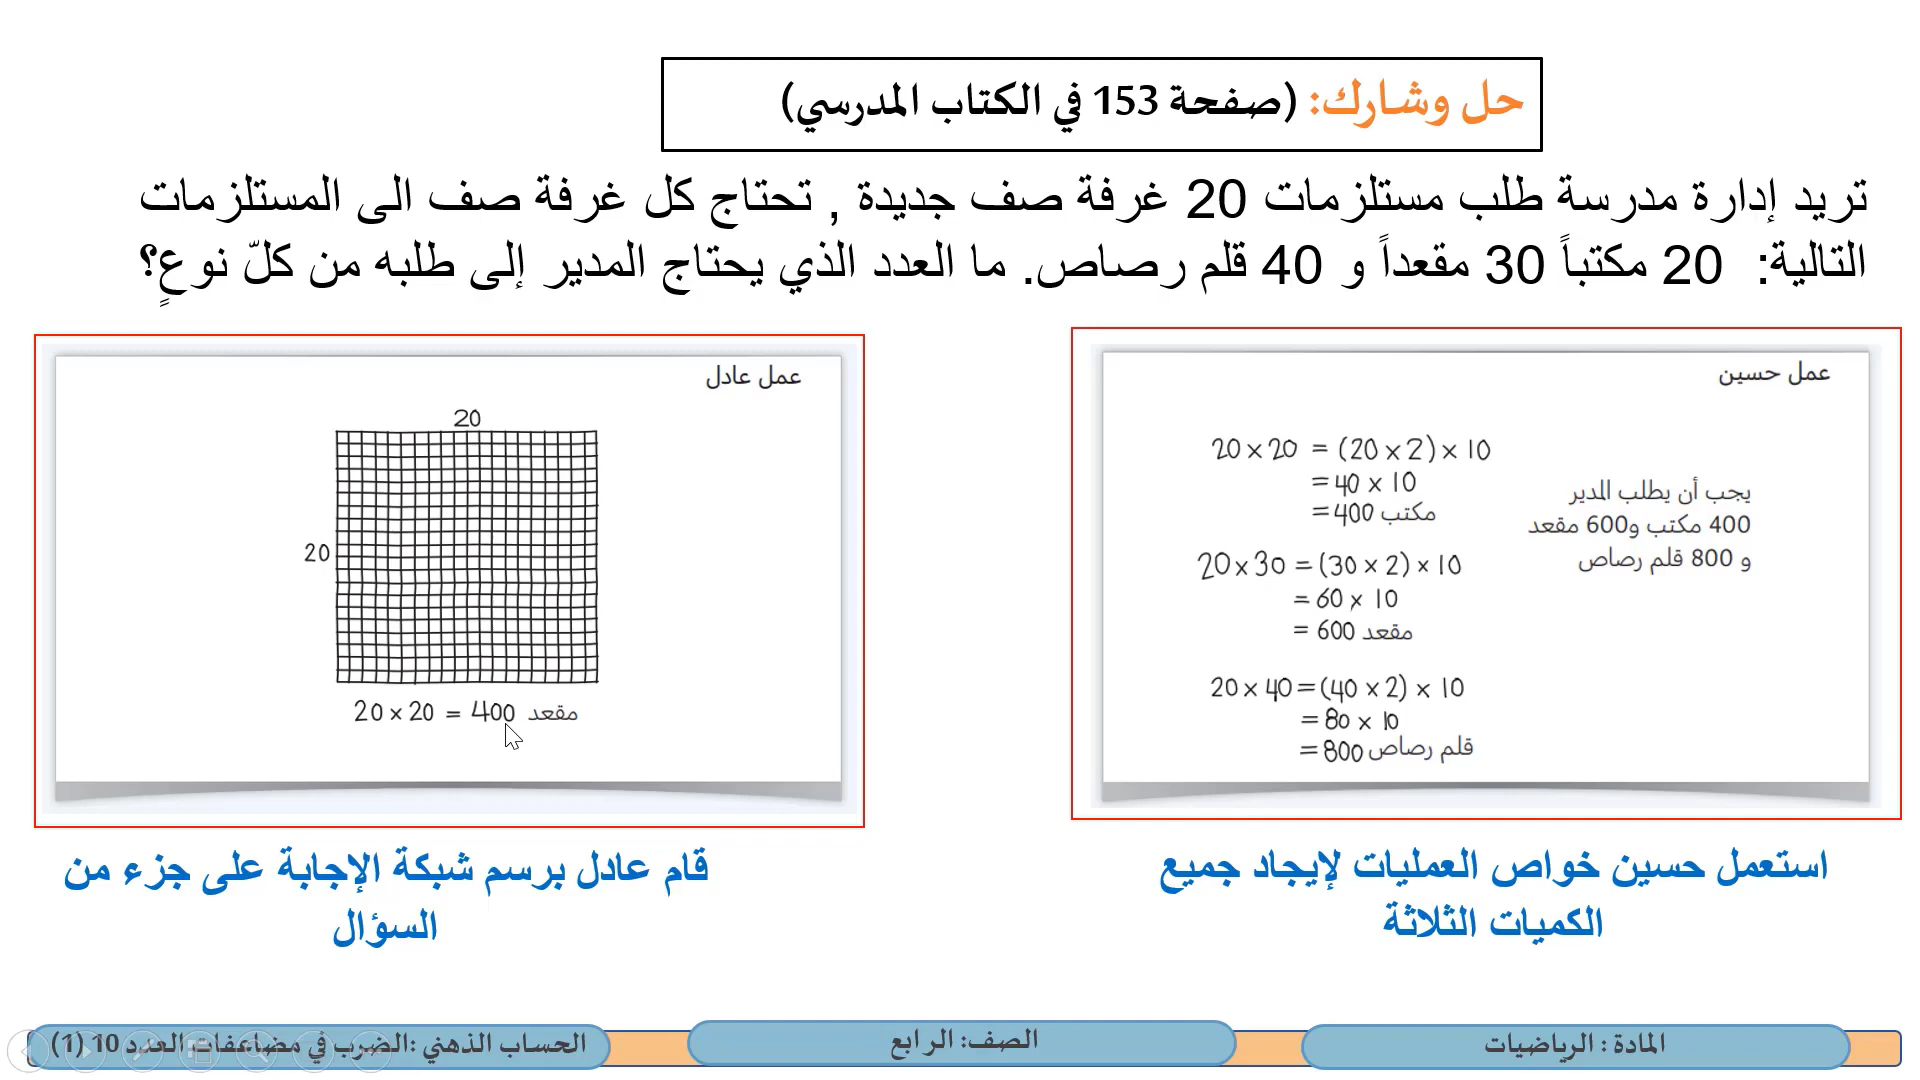 حل وشارك: (صفحة 153 في الكتاب المدرسي)
تريد إدارة مدرسة طلب مستلزمات 20 غرفة صف جديدة , تحتاج كل غرفة صف الى المستلزمات
التالية: 20 مكتباً 30 مقعداً و 40 قلم رصاص. ما العدد الذي يحتاج المدير إلى طلبه من كلّ نوعٍ؟
عمل حسين
20 × 20 = (20 × 2) × 10
= 40 × 10
= 400 مكتب
20 × 30 = (30 × 2) × 10
= 60 × 10
= 600 مقعد
20 × 40 = (40 × 2) × 10
= 80 × 10
= 800 قلم رصاص
يجب أن يطلب المدير
400 مكتب و600 مقعد
و 800 قلم رصاص
استعمل حسين خواص العمليات لإيجاد جميع
الكميات الثلاثة
عمل عادل
20
20
20 × 20 = 400 مقعد
قام عادل برسم شبكة الإجابة على جزء من
السؤال
المادة : الرياضيات
الصف: الرابع
الحساب الذهني :الضرب في مضاعفات العدد 10 (1)